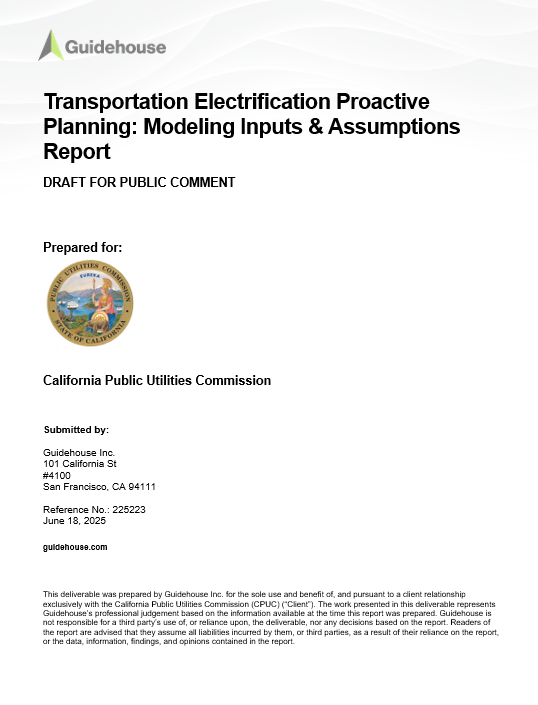 Guidehouse
Transportation Electrification Proactive
Planning: Modeling Inputs & Assumptions
Report
DRAFT FOR PUBLIC COMMENT
Prepared for:
PUBLIC UTILITIES COMMISSION
EUREKA
STATE OF CALIFORNIA
California Public Utilities Commission
Submitted by:
Guidehouse Inc.
101 California St
#4100
San Francisco, CA 94111
Reference No.: 225223
June 18, 2025
guidehouse.com
This deliverable was prepared by Guidehouse Inc. for the sole use and benefit of, and pursuant to a client relationship
exclusively with the California Public Utilities Commission (CPUC) (“Client”). The work presented in this deliverable represents
Guidehouse’s professional judgement based on the information available at the time this report was prepared. Guidehouse is
not responsible for a third party’s use of, or reliance upon, the deliverable, nor any decisions based on the report. Readers of
the report are advised that they assume all liabilities incurred by them, or third parties, as a result of their reliance on the report,
or the data, information, findings, and opinions contained in the report.